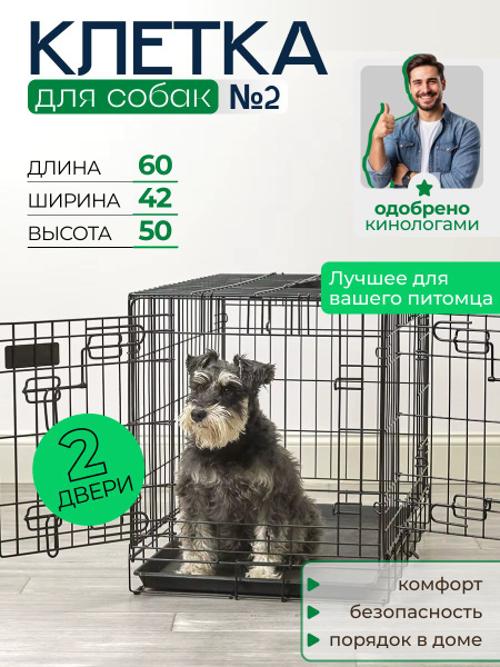 КЛЕТКА
для собак №2
ДЛИНА 60
ШИРИНА 42
ВЫСОТА 50
одобрено
кинологами
Лучшее для
вашего питомца
2
ДВЕРИ
комфорт
безопасность
порядок в доме